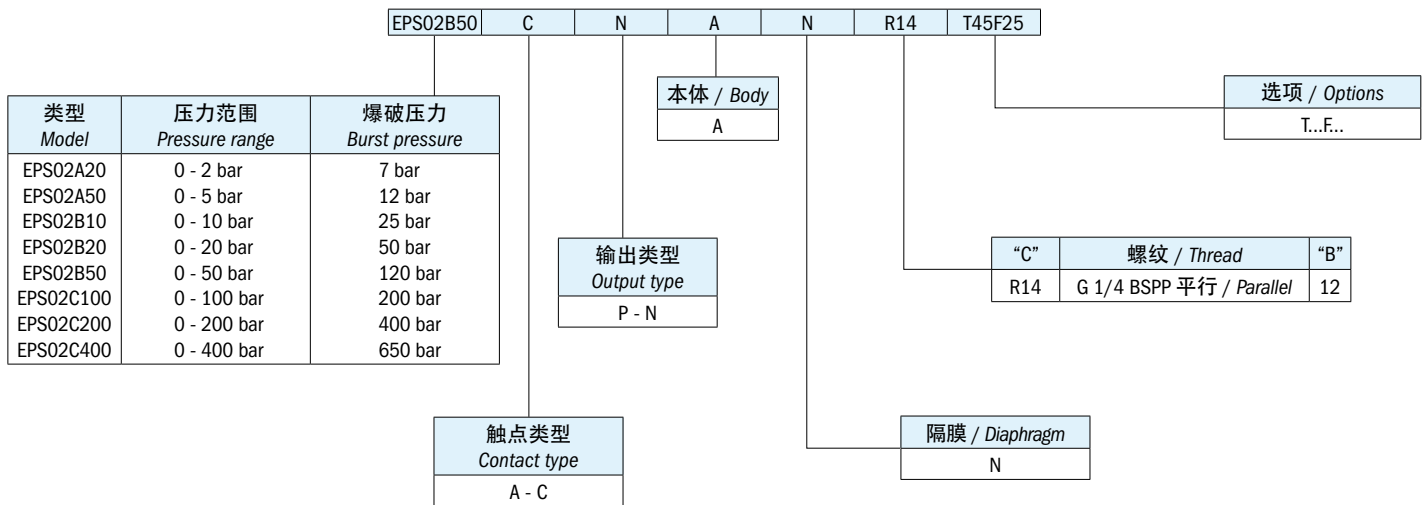 EPS02B50 C N A N R14 T45F25
类型 压力范围 爆破压力
Model Pressure range Burst pressure
EPS02A20 0 - 2 bar 7 bar
EPS02A50 0 - 5 bar 12 bar
EPS02B10 0 - 10 bar 25 bar
EPS02B20 0 - 20 bar 50 bar
EPS02B50 0 - 50 bar 120 bar
EPS02C100 0 - 100 bar 200 bar
EPS02C200 0 - 200 bar 400 bar
EPS02C400 0 - 400 bar 650 bar
本体 / Body
A
选项 / Options
T...F...
输出类型
Output type
P - N
“C” 螺纹 / Thread “B”
R14 G 1/4 BSPP 平行 / Parallel 12
触点类型
Contact type
A - C
隔膜 / Diaphragm
N